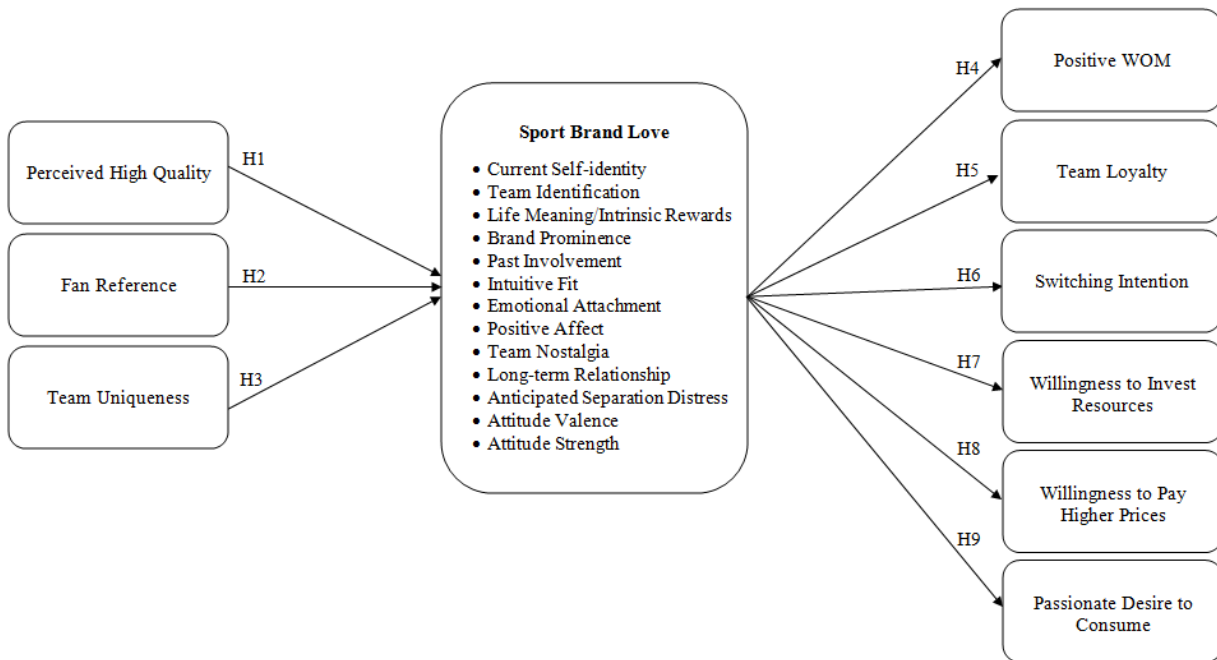 Perceived High Quality
Fan Reference
Team Uniqueness
H1
H2
H3
Sport Brand Love
• Current Self-identity
• Team Identification
• Life Meaning/Intrinsic Rewards
• Brand Prominence
• Past Involvement
• Intuitive Fit
• Emotional Attachment
• Positive Affect
• Team Nostalgia
• Long-term Relationship
• Anticipated Separation Distress
• Attitude Valence
• Attitude Strength
H4
H5
H6
H7
H8
H9
Positive WOM
Team Loyalty
Switching Intention
Willingness to Invest
Resources
Willingness to Pay
Higher Prices
Passionate Desire to
Consume